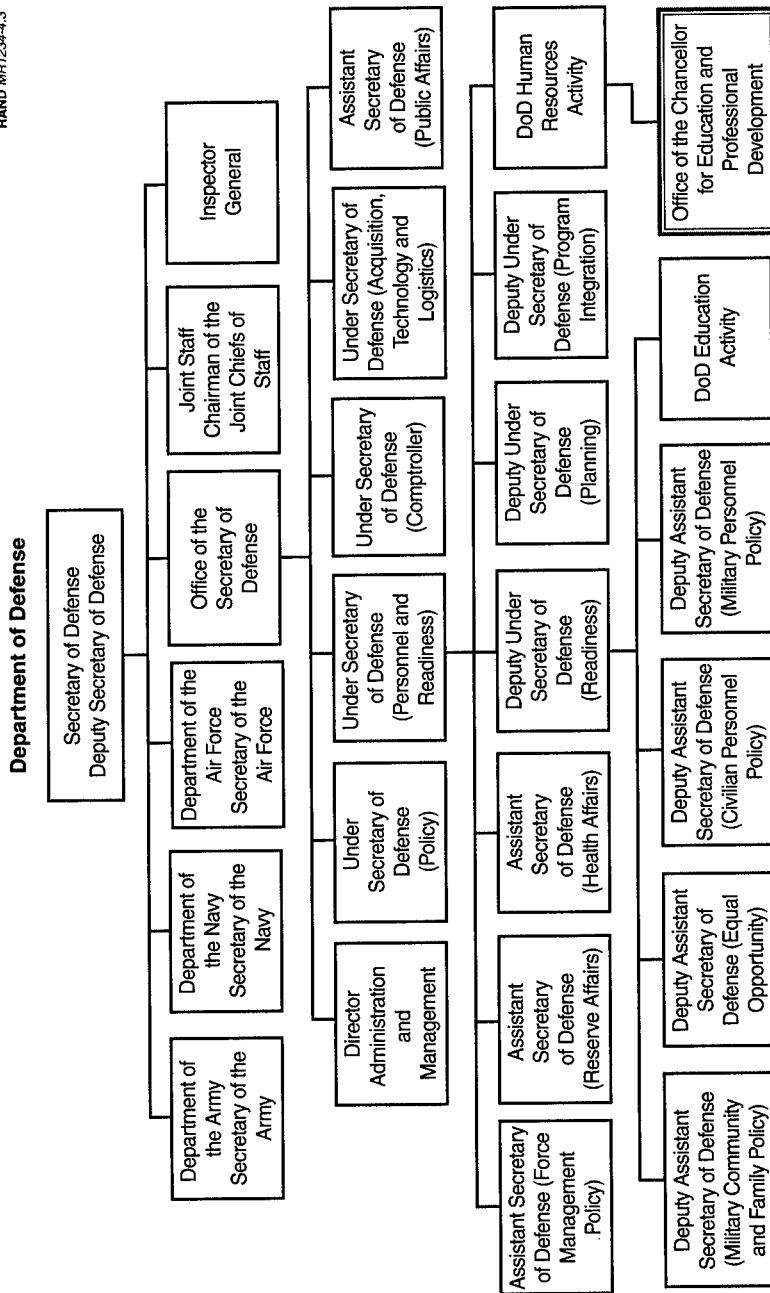 RAND MR1234-4.3
Department of Defense
Secretary of Defense
Deputy Secretary of Defense
Department of
the Army
Secretary of the
Army
Department of
the Navy
Secretary of the
Navy
Department of the
Air Force
Secretary of the
Air Force
Office of the
Secretary of
Defense
Joint Staff
Chairman of the
Joint Chiefs of
Staff
Inspector
General
Director
Administration
and
Management
Under
Secretary of
Defense
(Policy)
Under Secretary
of Defense
(Personnel and
Readiness)
Under Secretary
of Defense
(Comptroller)
Under Secretary of
Defense (Acquisition,
Technology and
Logistics)
Assistant
Secretary
of Defense
(Public Affairs)
Assistant Secretary
of Defense (Force
Management
Policy)
Assistant
Secretary
of Defense
(Reserve Affairs)
Assistant
Secretary
of Defense
(Health Affairs)
Deputy Under
Secretary of
Defense
(Readiness)
Deputy Under
Secretary of
Defense
(Planning)
Deputy Under
Secretary of
Defense (Program
Integration)
DoD Human
Resources
Activity
Deputy Assistant
Secretary of Defense
(Military Community
and Family Policy)
Deputy Assistant
Secretary of
Defense (Equal
Opportunity)
Deputy Assistant
Secretary of Defense
(Civilian Personnel
Policy)
Deputy Assistant
Secretary of Defense
(Military Personnel
Policy)
DoD Education
Activity
Office of the Chancellor
for Education and
Professional
Development